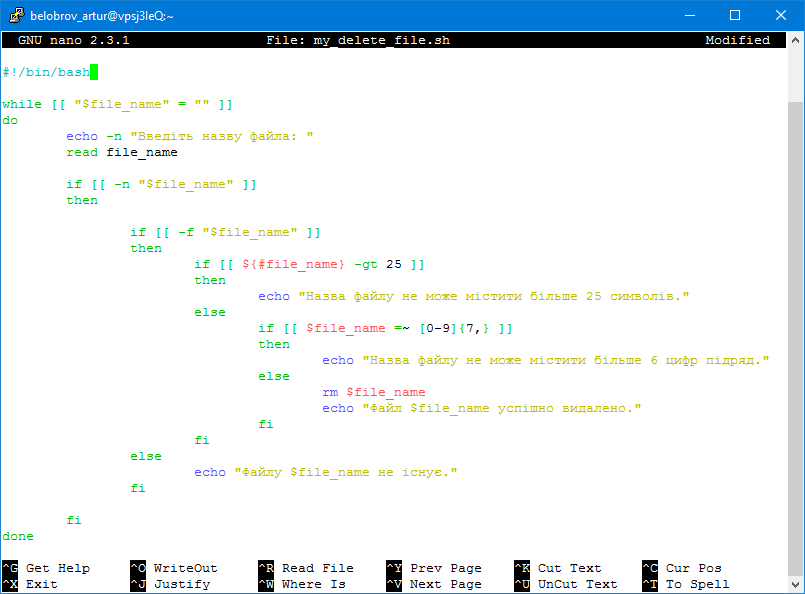 belobrov_artur@vpsj3leQ:~
GNU nano 2.3.1 File: my_delete_file.sh Modified
#!/bin/bash
while [[ "$file_name" = "" ]]
do
echo -n "Введіть назву файла: "
read file_name
if [[ -n "$file_name" ]]
then
if [[ -f "$file_name" ]]
then
if [[ ${#file_name} -gt 25 ]]
then
echo "Назва файлу не може містити більше 25 символів."
else
if [[ $file_name =~ [0-9]{7,} ]]
then
echo "Назва файлу не може містити більше 6 цифр підряд."
else
rm $file_name
echo "Файл $file_name успішно видалено."
fi
fi
else
echo "Файлу $file_name не існує."
fi
fi
done
^G Get Help ^O WriteOut ^R Read File ^Y Prev Page ^K Cut Text ^C Cur Pos
^X Exit ^J Justify ^W Where Is ^V Next Page ^U UnCut Text ^T To Spell